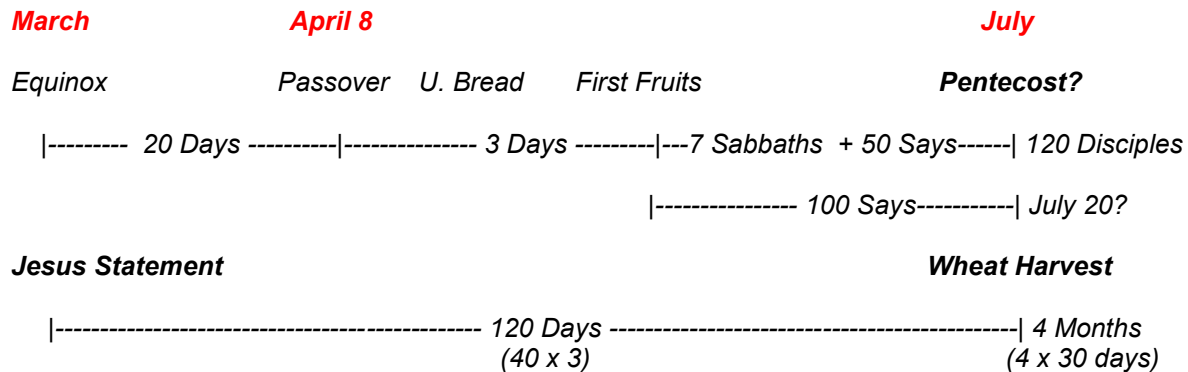 March April 8 July
Equinox Passover U. Bread First Fruits Pentecost?
|--------- 20 Days ----------|--------------- 3 Days ---------|---7 Sabbaths + 50 Says------| 120 Disciples
|---------------- 100 Says-----------| July 20?
Jesus Statement Wheat Harvest
|------------------------------------------------ 120 Days -----------------------------------------------| 4 Months
(40 x 3) (4 x 30 days)